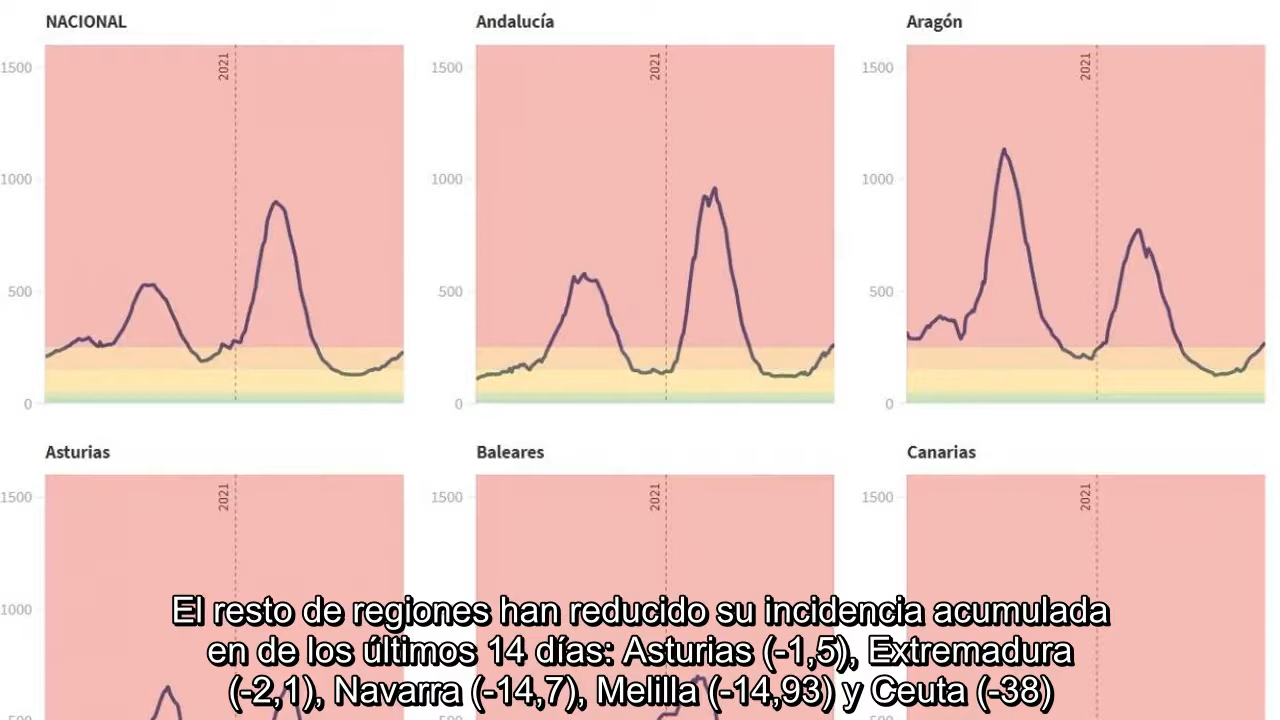 NACIONAL
Andalucía
Aragón
1500
2021
1500
2021
1500
2021
1000
1000
1000
500
500
500
0
0
0
Asturias
Baleares
Canarias
1500
2021
1500
2021
1500
2021
1000
El resto de regiones han reducido su incidencia acumulada
en de los últimos 14 días: Asturias (-1,5), Extremadura
(-2,1), Navarra (-14,7), Melilla (-14,93) y Ceuta (-38)